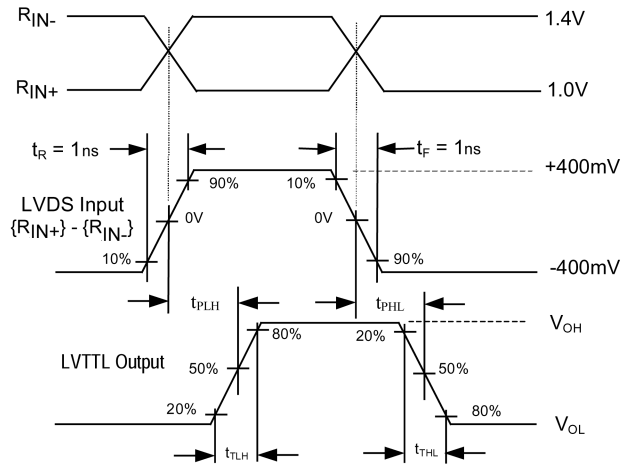 RIN- 1.4V
RIN+ 1.0V
tR = 1ns tF = 1ns
+400mV
90% 10%
LVDS Input
{RIN+} - {RIN-}
0V 0V
10% 90%
-400mV
tPLH tPHL
VOH
80% 20%
LVTTL Output
50% 50%
20% 80%
VOL
tTLH tTHL